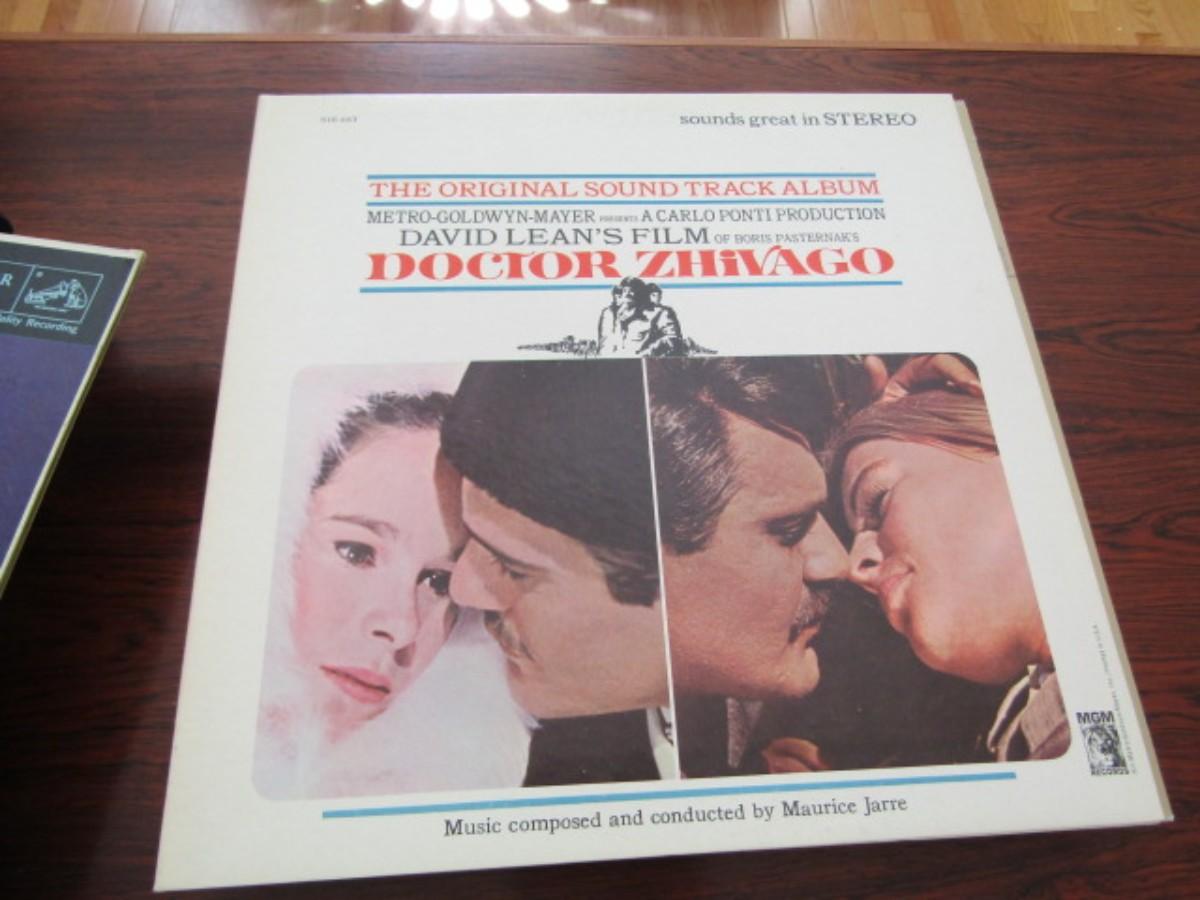 sounds great in STEREO
THE ORIGINAL SOUND TRACK ALBUM
METRO-GOLDWYN-MAYER PRESENTS A CARLO PONTI PRODUCTION
DAVID LEAN'S FILM OF BORIS PASTERNAK'S
DOCTOR ZHiVAGO
R
Recording
MGM
RECORDS
Music composed and conducted by Maurice Jarre